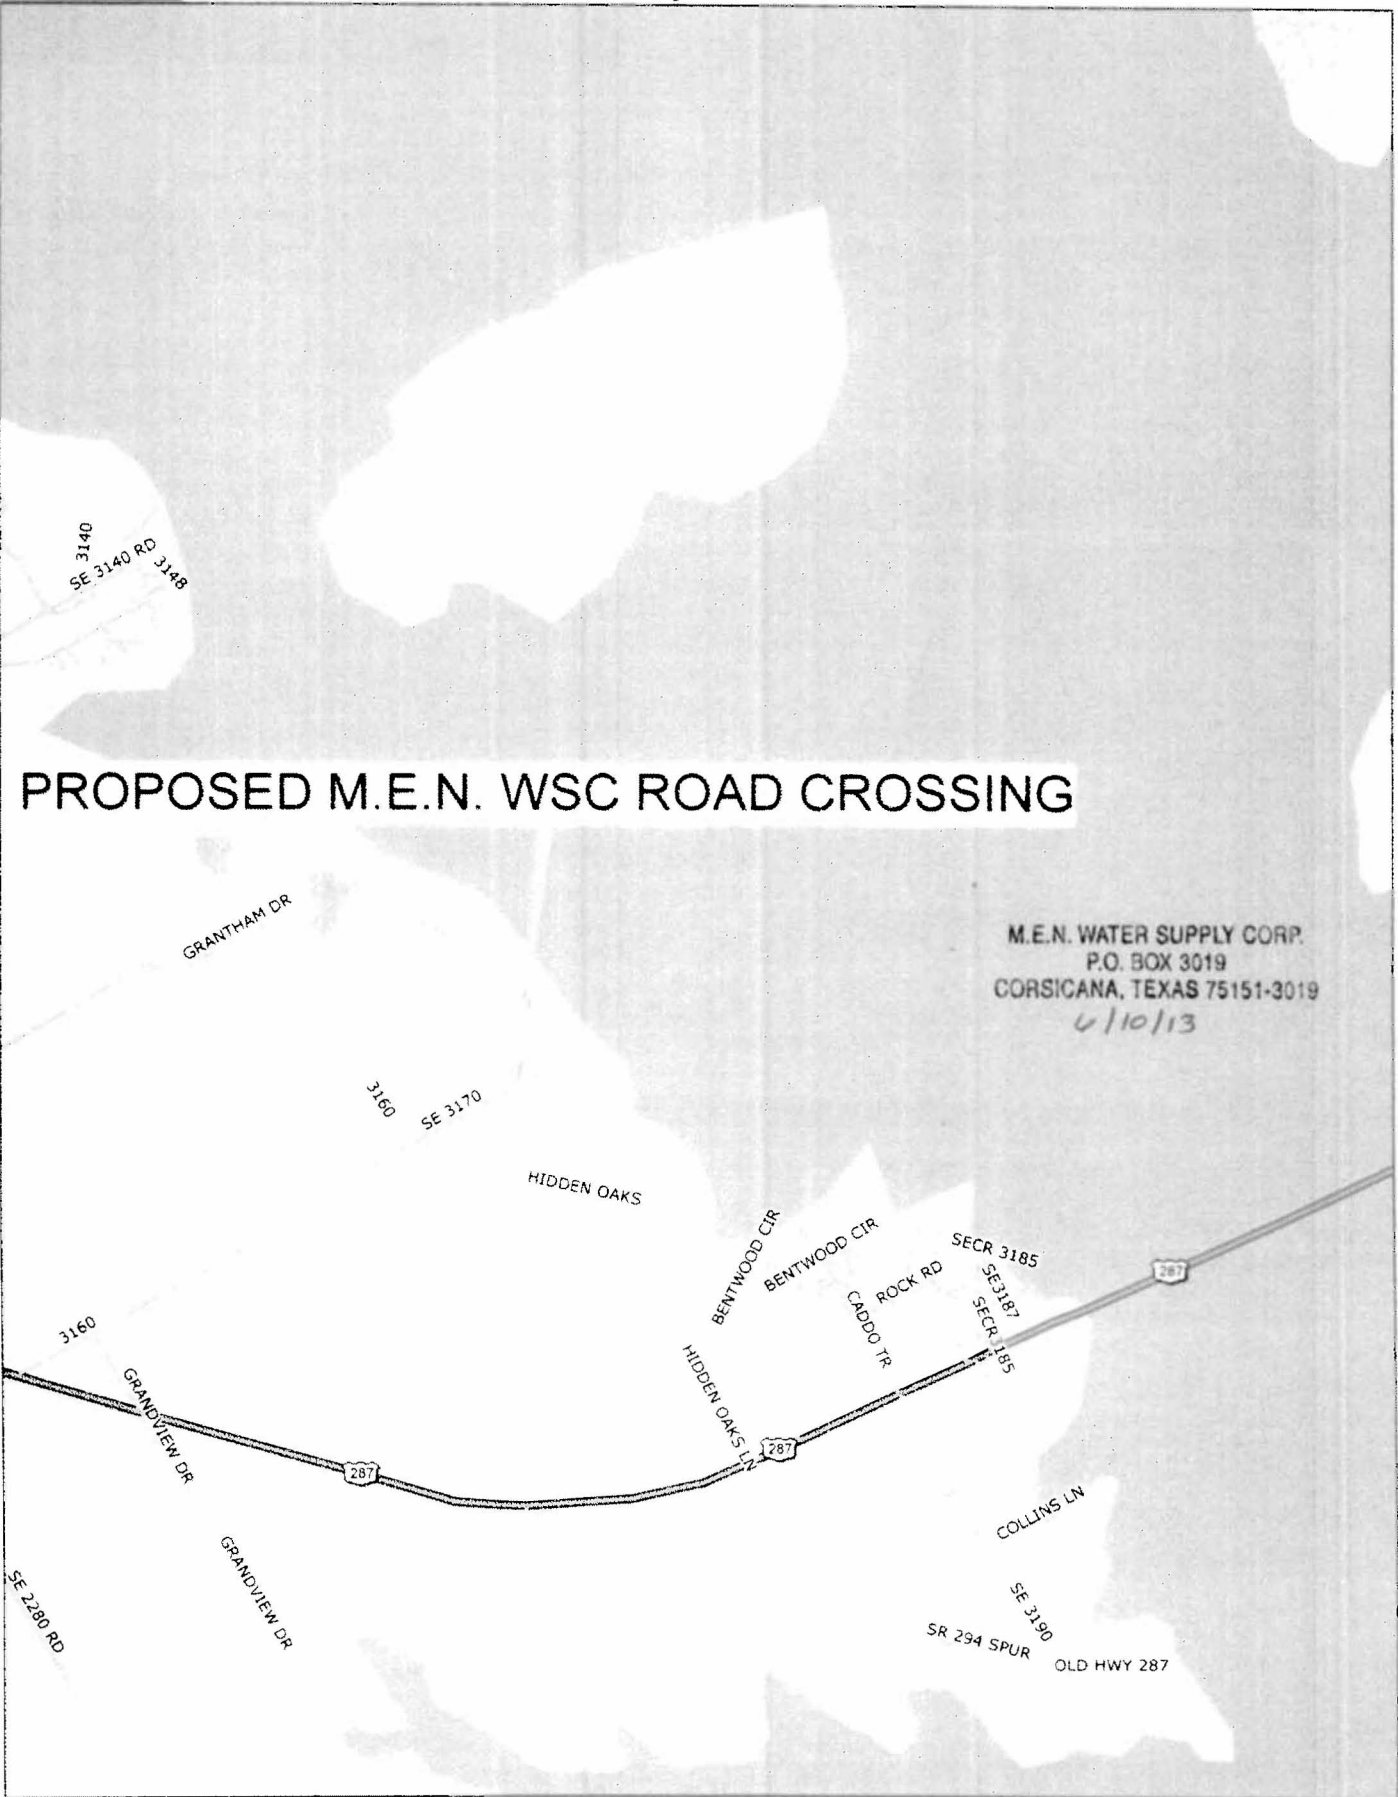 3140
SE 3140 RD
3148
PROPOSED M.E.N. WSC ROAD CROSSING
GRANTHAM DR
M.E.N. WATER SUPPLY CORP.
P.O. BOX 3019
CORSICANA, TEXAS 75151-3019
6/10/13
3160
SE 3170
HIDDEN OAKS
BENTWOOD CIR
BENTWOOD CIR
SECR 3185
ROCK RD
SE3187
287
CADDO TR
SECR 3185
3160
HIDDEN OAKS LN
GRANDVIEW DR
287
287
COLLINS LN
GRANDVIEW DR
SE 2280 RD
SE 3190
SR 294 SPUR
OLD HWY 287